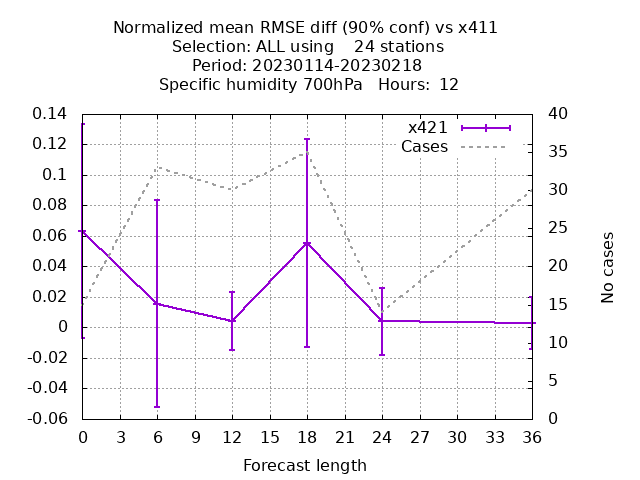 Normalized mean RMSE diff (90% conf) vs x411
Selection: ALL using    24 stations
Period: 20230114-20230218
Specific humidity 700hPa   Hours:  12
x421
Cases
0.14
0.12
0.1
0.08
0.06
0.04
0.02
0
-0.02
-0.04
-0.06
40
35
30
25
20
15
10
5
0
No cases
0 3 6 9 12 15 18 21 24 27 30 33 36
Forecast length